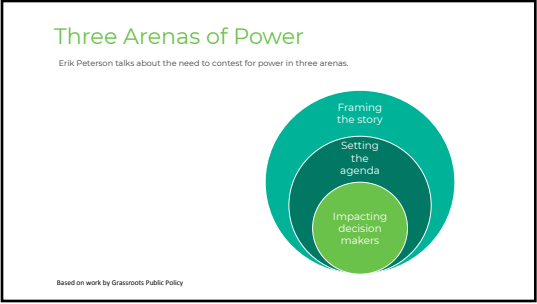 Three Arenas of Power
Erik Peterson talks about the need to contest for power in three arenas.
Framing
the story
Setting
the
agenda
Impacting
decision
makers
Based on work by Grassroots Public Policy